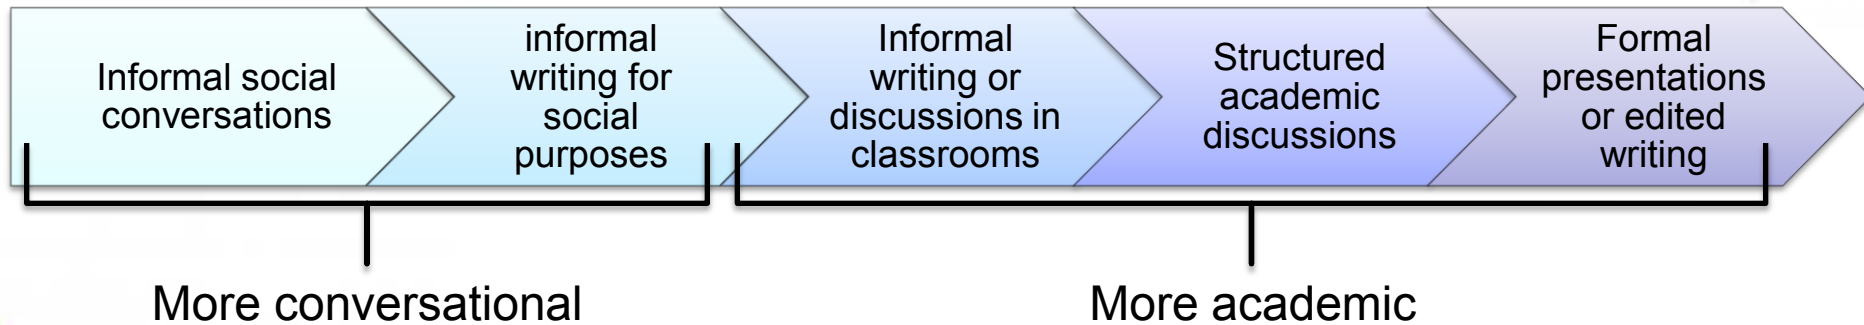 Informal social
conversations
informal
writing for
social
purposes
Informal
writing or
discussions in
classrooms
Structured
academic
discussions
Formal
presentations
or edited
writing
More conversational
More academic